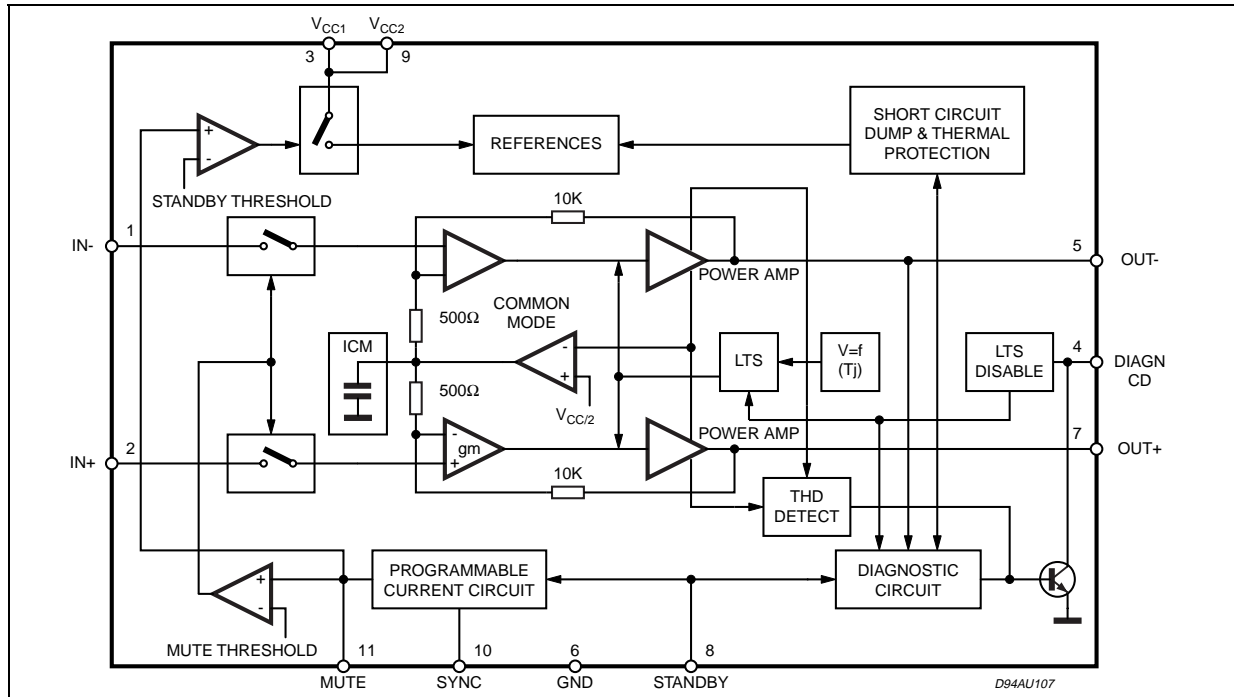 VCC1 VCC2
3 9
SHORT CIRCUIT
DUMP & THERMAL
PROTECTION
REFERENCES
+
-
STANDBY THRESHOLD
10K
IN- 1
5 OUT-
POWER AMP
500Ω
COMMON
MODE
ICM
-
+
VCC/2
LTS
V=f
(Tj)
LTS
DISABLE
4 DIAGN
CD
500Ω
POWER AMP
7 OUT+
IN+ 2
-
gm
+
10K
THD
DETECT
+
-
MUTE THRESHOLD
PROGRAMMABLE
CURRENT CIRCUIT
DIAGNOSTIC
CIRCUIT
11 10 6 8
MUTE SYNC GND STANDBY
D94AU107